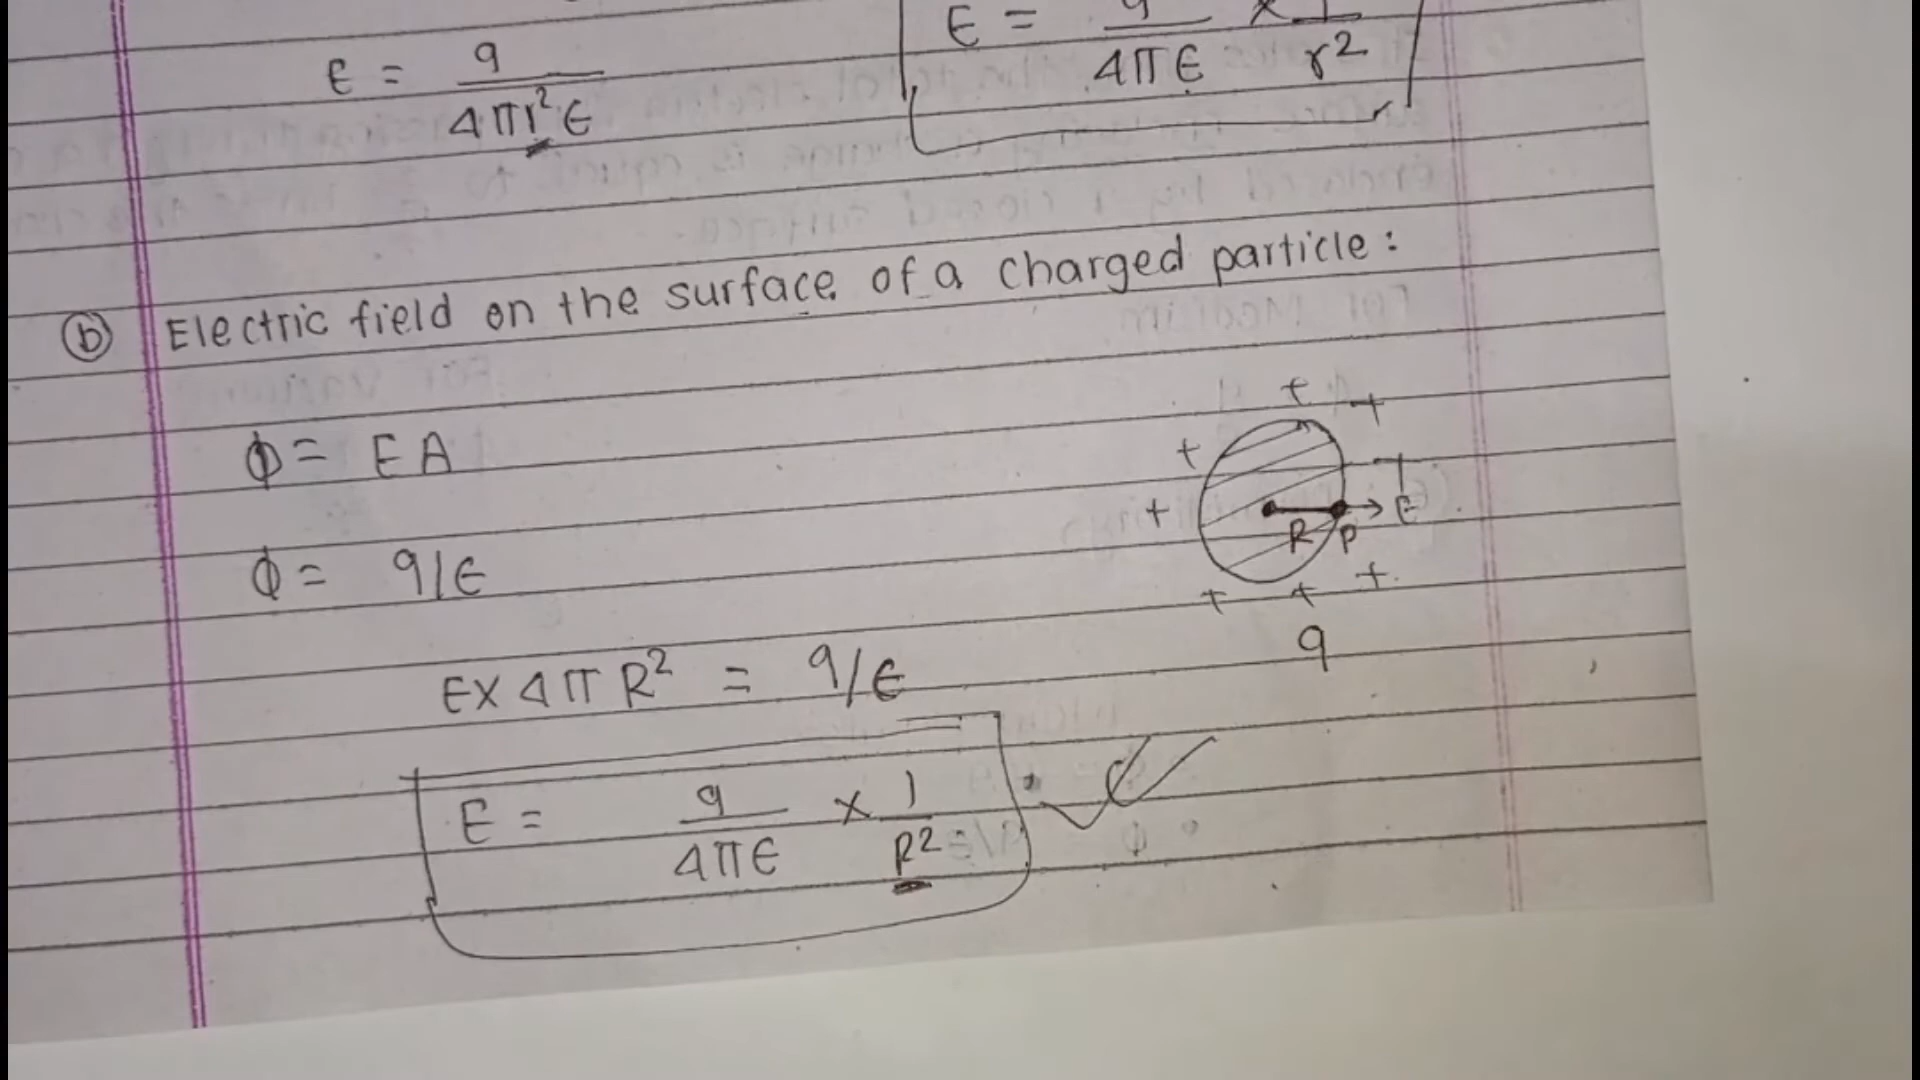 E = q / 4πr²ε
E = q / 4πε × 1 / r²
ⓑ Electric field on the surface of a charged particle:
Φ = EA
Φ = q/ε
E × 4πR² = q/ε
E = q / 4πε × 1 / R²
+ + + + + + + +
R P E
q